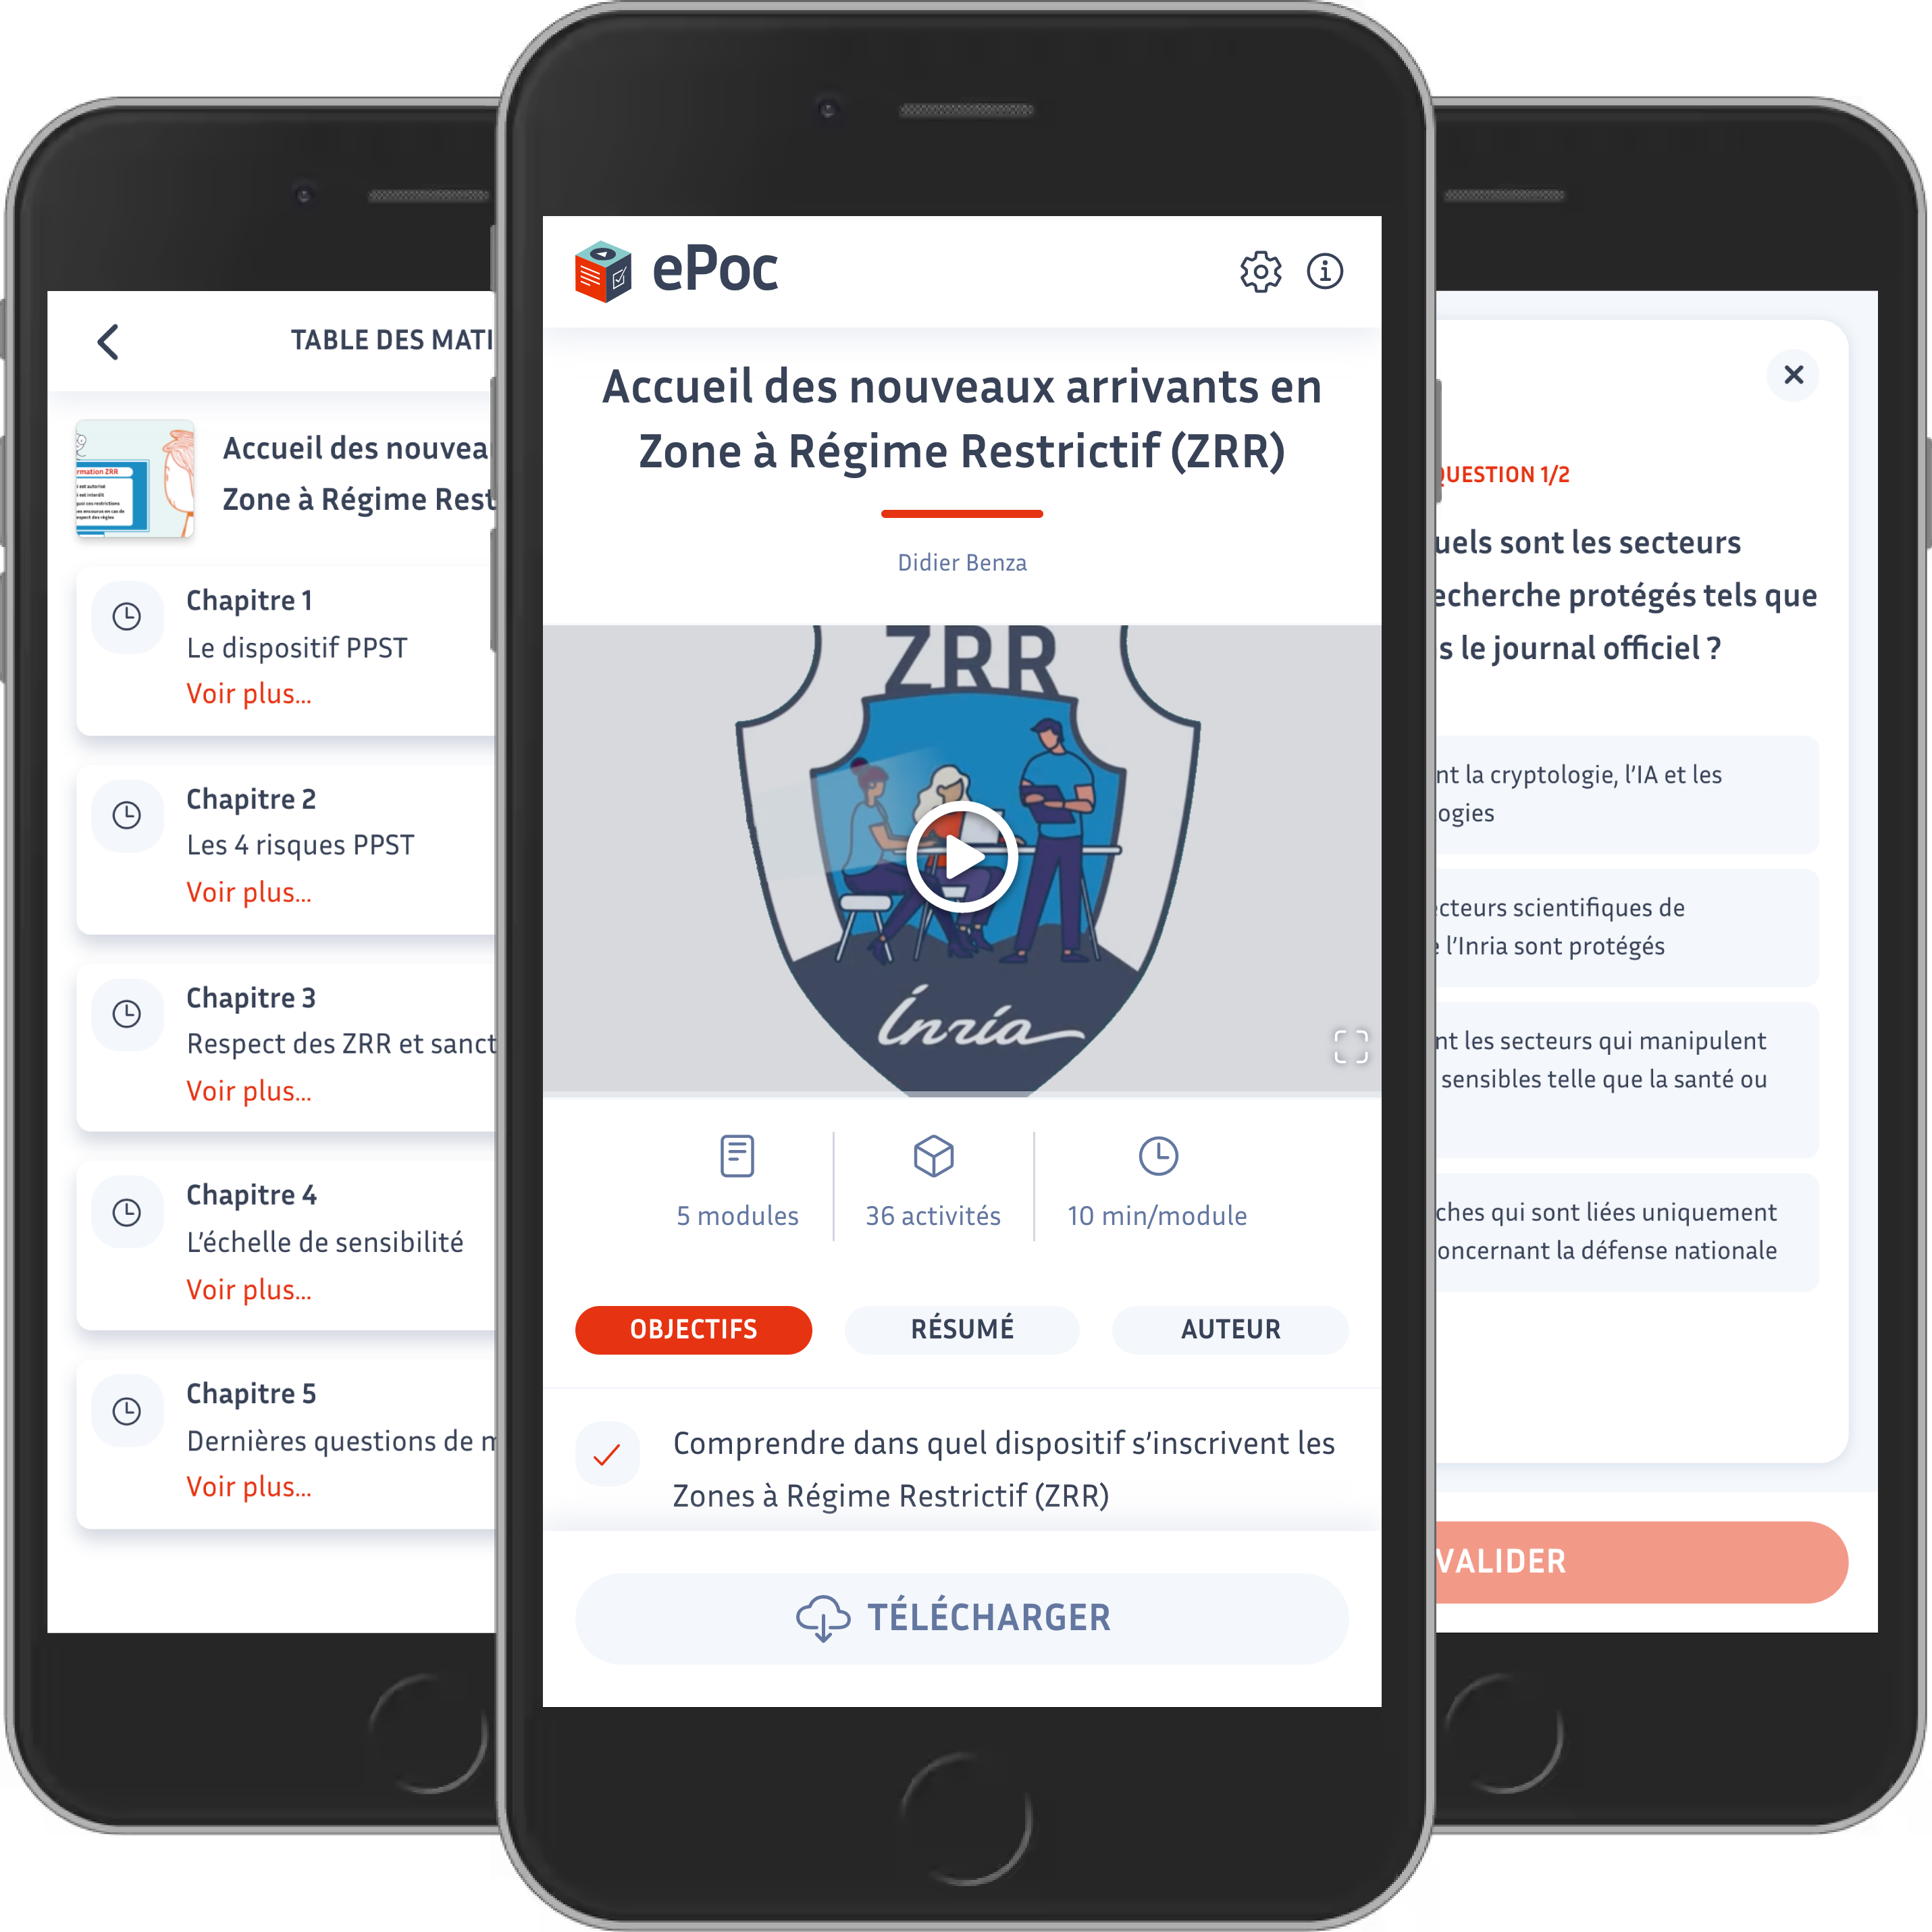 TABLE DES
Accueil des
Zone à Régime
rmation ZRR
Chapitre 1
Le dispositif PPST
Voir plus...
Chapitre 2
Les 4 risques PPST
Voir plus...
Chapitre 3
Respect des ZRR et
Voir plus...
Chapitre 4
L'échelle de sensibilité
Voir plus...
Chapitre 5
Dernières questions de
Voir plus...
ePoc
Accueil des nouveaux arrivants en
Zone à Régime Restrictif (ZRR)
Didier Benza
ZRR
Inria
5 modules
36 activités
10 min/module
OBJECTIFS
RÉSUMÉ
AUTEUR
Comprendre dans quel dispositif s'inscrivent les
Zones à Régime Restrictif (ZRR)
TÉLÉCHARGER
QUESTION 1/2
uels sont les secteurs
echerche protégés tels que
s le journal officiel ?
nt la cryptologie, l'IA et les
ogies
ecteurs scientifiques de
l'Inria sont protégés
nt les secteurs qui manipulent
sensibles telle que la santé ou
ches qui sont liées uniquement
oncernant la défense nationale
VALIDER